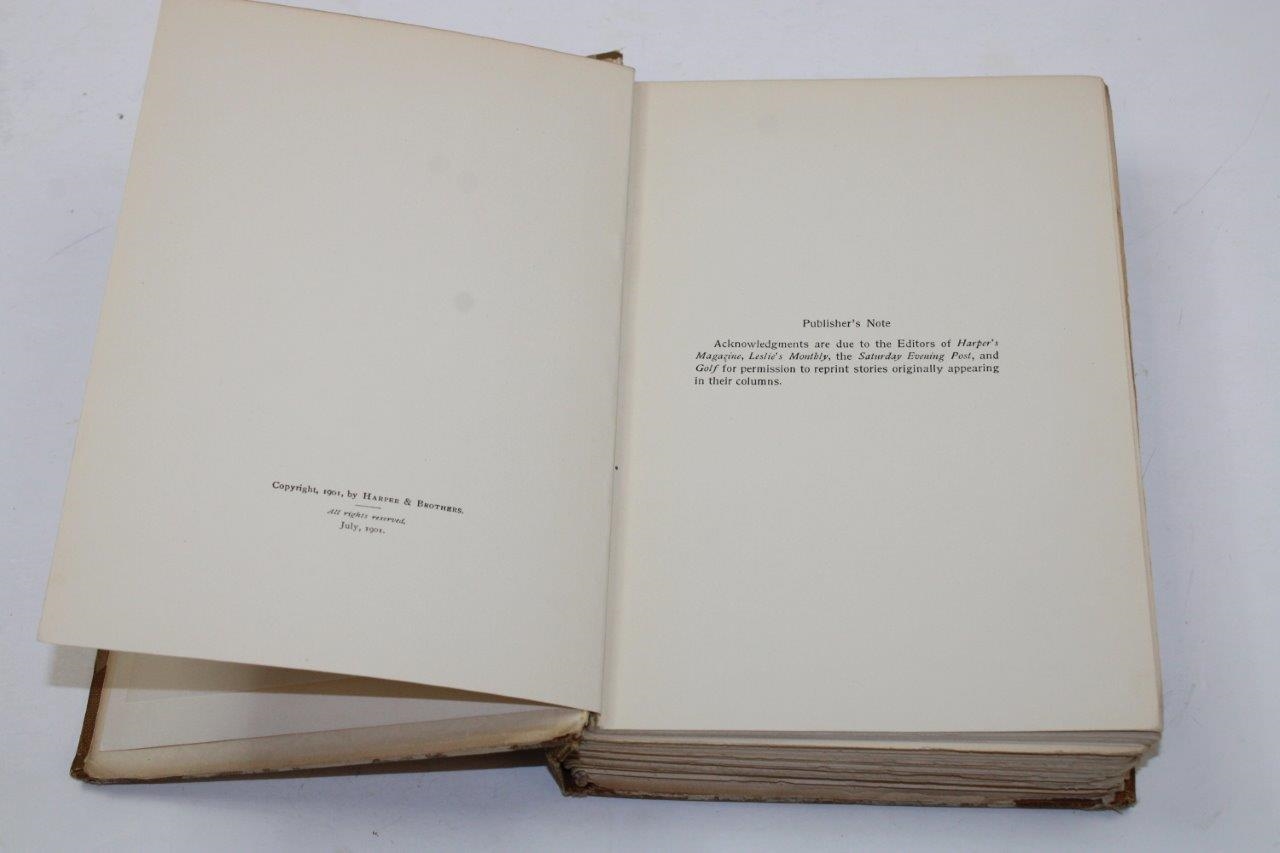 Copyright, 1901, by HARPER & BROTHERS.
All rights reserved.
July, 1901.
Publisher's Note
Acknowledgments are due to the Editors of Harper's
Magazine, Leslie's Monthly, the Saturday Evening Post, and
Golf for permission to reprint stories originally appearing
in their columns.